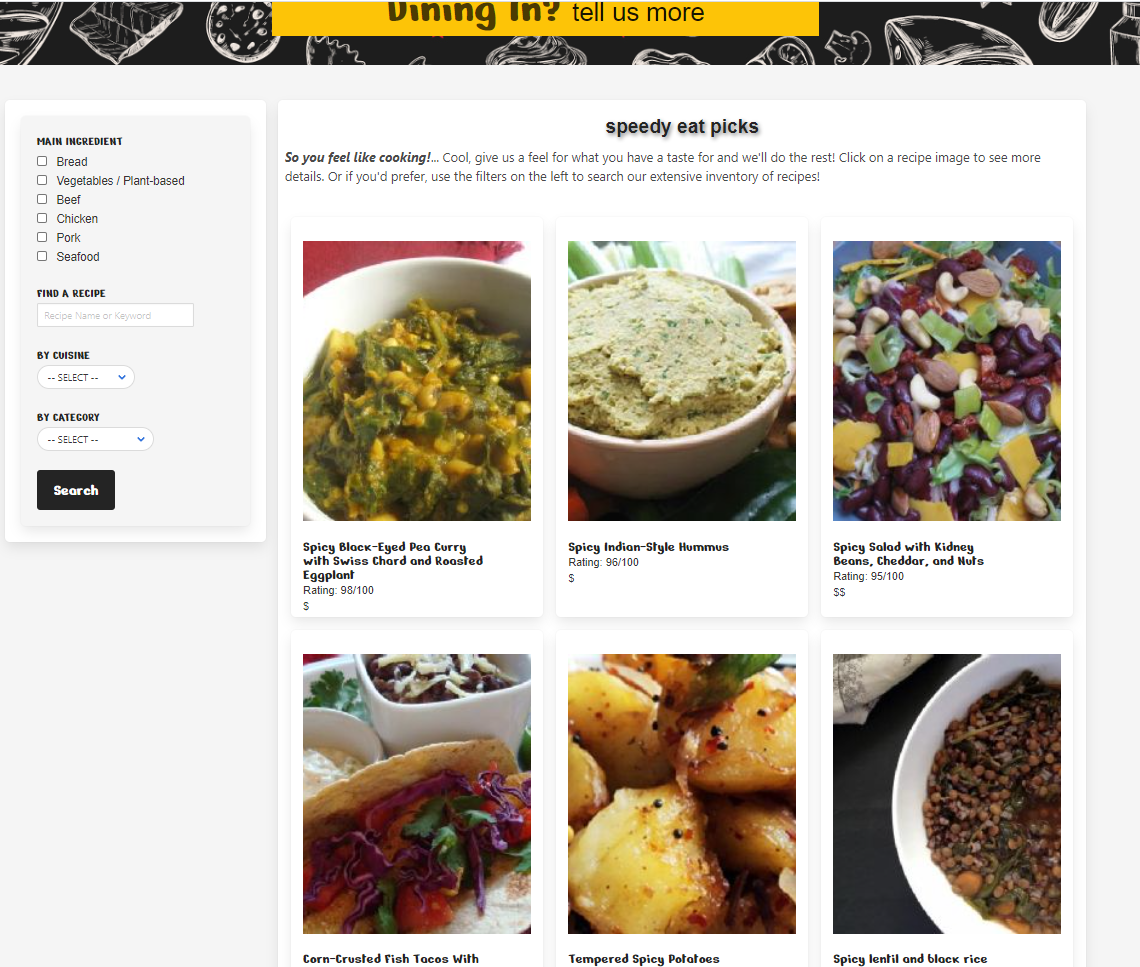 Dining In? tell us more
MAIN INGREDIENT
Bread
Vegetables / Plant-based
Beef
Chicken
Pork
Seafood
FIND A RECIPE
Recipe Name or Keyword
BY CUISINE
-- SELECT --
BY CATEGORY
-- SELECT --
Search
speedy eat picks
So you feel like cooking!... Cool, give us a feel for what you have a taste for and we'll do the rest! Click on a recipe image to see more
details. Or if you'd prefer, use the filters on the left to search our extensive inventory of recipes!
Spicy Black-Eyed Pea Curry
with Swiss Chard and Roasted
Eggplant
Rating: 98/100
$
Spicy Indian-Style Hummus
Rating: 96/100
$
Spicy Salad with Kidney
Beans, Cheddar, and Nuts
Rating: 95/100
$$
Corn-Crusted Fish Tacos With
Tempered Spicy Potatoes
Spicy lentil and black rice